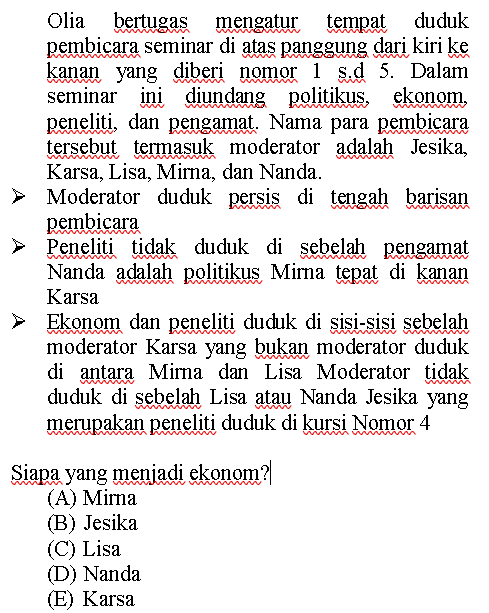 Olia bertugas mengatur tempat duduk
pembicara seminar di atas panggung dari kiri ke
kanan yang diberi nomor 1 s.d 5. Dalam
seminar ini diundang politikus, ekonom,
peneliti, dan pengamat. Nama para pembicara
tersebut termasuk moderator adalah Jesika,
Karsa, Lisa, Mirna, dan Nanda.
➢ Moderator duduk persis di tengah barisan
pembicara
➢ Peneliti tidak duduk di sebelah pengamat
Nanda adalah politikus Mirna tepat di kanan
Karsa
➢ Ekonom dan peneliti duduk di sisi-sisi sebelah
moderator Karsa yang bukan moderator duduk
di antara Mirna dan Lisa Moderator tidak
duduk di sebelah Lisa atau Nanda Jesika yang
merupakan peneliti duduk di kursi Nomor 4
Siapa yang menjadi ekonom?
(A) Mirna
(B) Jesika
(C) Lisa
(D) Nanda
(E) Karsa